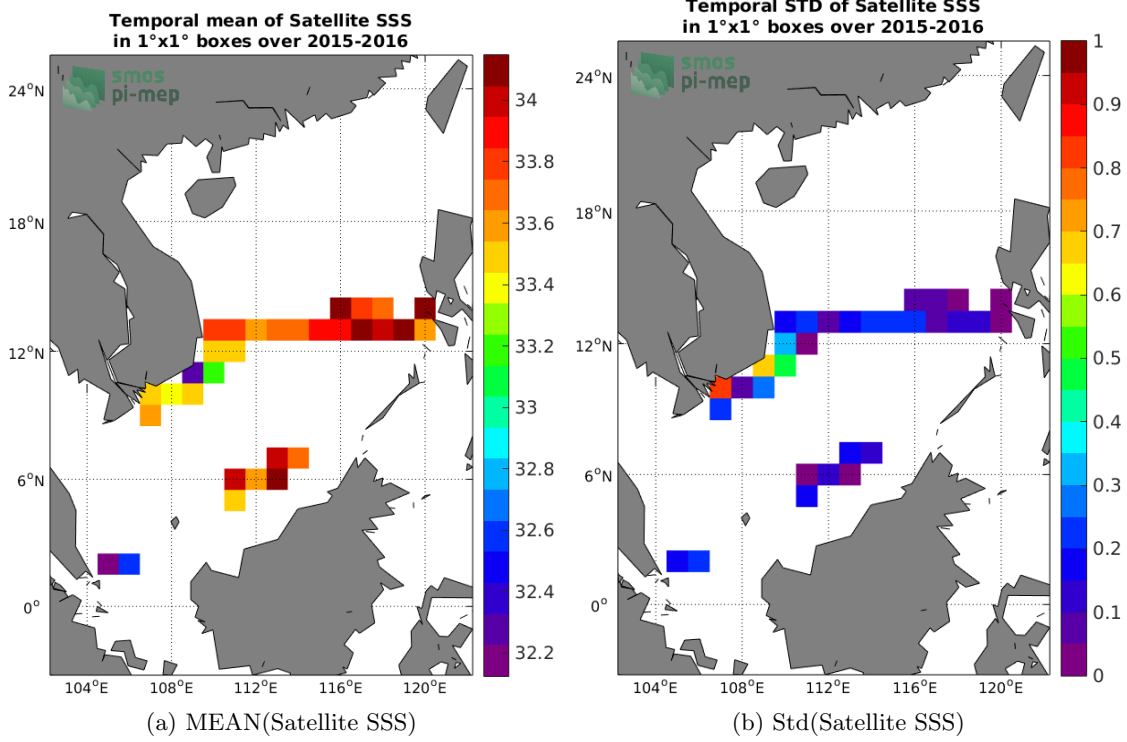 Temporal mean of Satellite SSS
in 1°x1° boxes over 2015-2016
smos
pi-mep
24°N
18°N
12°N
6°N
0°
104°E 108°E 112°E 116°E 120°E
34
33.8
33.6
33.4
33.2
33
32.8
32.6
32.4
32.2
(a) MEAN(Satellite SSS)
Temporal STD of Satellite SSS
in 1°x1° boxes over 2015-2016
smos
pi-mep
24°N
18°N
12°N
6°N
0°
104°E 108°E 112°E 116°E 120°E
1
0.9
0.8
0.7
0.6
0.5
0.4
0.3
0.2
0.1
0
(b) Std(Satellite SSS)